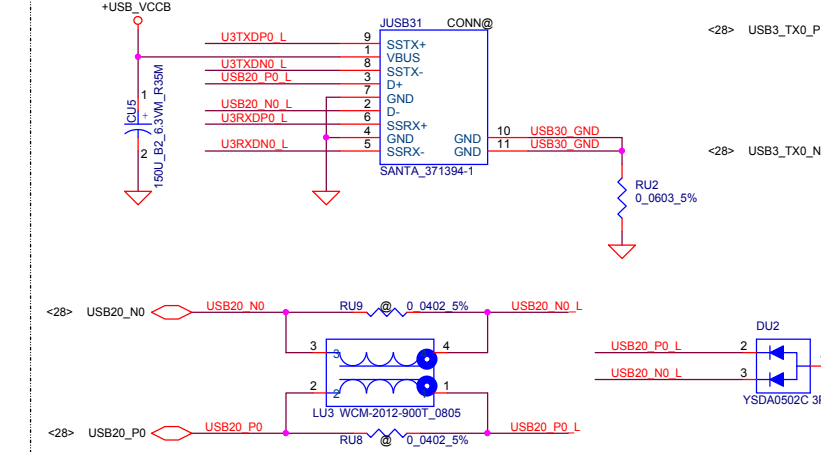 +USB_VCCB
JUSB31 CONN@
<28> USB3_TX0_P
U3TXDP0_L 9 SSTX+
1 VBUS
U3TXDN0_L 8 SSTX-
USB20_P0_L 3 D+
7 GND
USB20_N0_L 2 D-
U3RXDP0_L 6 SSRX+
4 GND GND 10 USB30_GND
U3RXDN0_L 5 SSRX- GND 11 USB30_GND
SANTA_371394-1
<28> USB3_TX0_N
CU5
1
+
2
150U_B2_6.3VM_R35M
RU2
0_0603_5%
<28> USB20_N0 USB20_N0 RU9 @ 0_0402_5% USB20_N0_L
3 3 4
2 2 1
LU3 WCM-2012-900T_0805
<28> USB20_P0 USB20_P0 RU8 @ 0_0402_5% USB20_P0_L
DU2
USB20_P0_L 2
USB20_N0_L 3
YSDA0502C